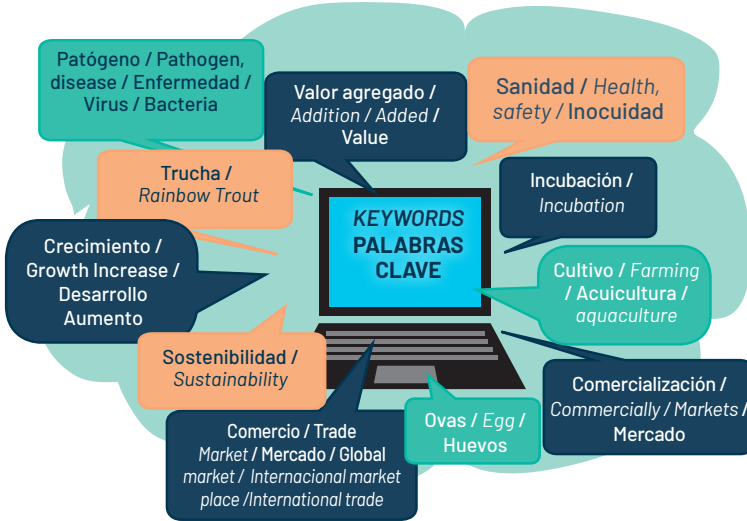 Patógeno / Pathogen,
disease / Enfermedad /
Virus / Bacteria
Valor agregado /
Addition / Added /
Value
Sanidad / Health,
safety / Inocuidad
Trucha /
Rainbow Trout
Incubación /
Incubation
KEYWORDS
PALABRAS
CLAVE
Crecimiento /
Growth Increase /
Desarrollo
Aumento
Cultivo / Farming
/ Acuicultura /
aquaculture
Sostenibilidad /
Sustainability
Comercialización /
Commercially / Markets /
Mercado
Comercio / Trade
Market / Mercado / Global
market / Internacional market
place /International trade
Ovas / Egg /
Huevos